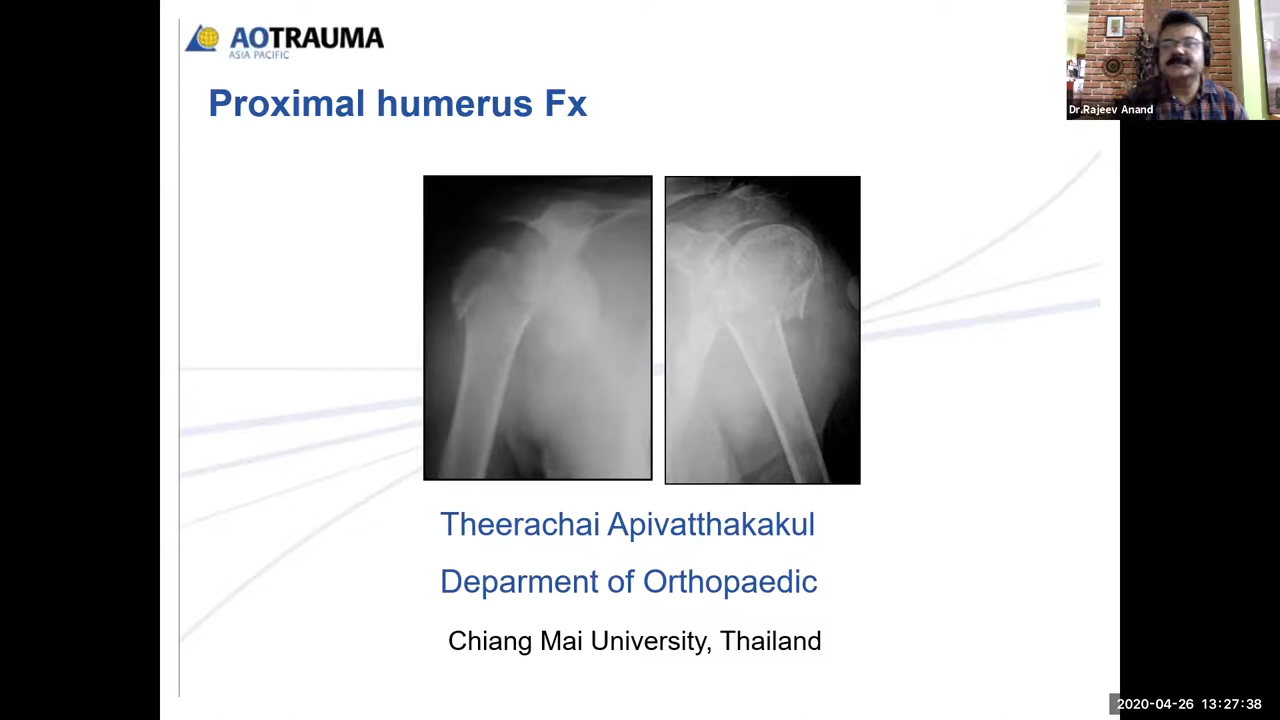 AOTRAUMA
ASIA PACIFIC
Proximal humerus Fx
Dr.Rajeev Anand
Theerachai Apivatthakakul
Deparment of Orthopaedic
Chiang Mai University, Thailand
2020-04-26 13:27:38